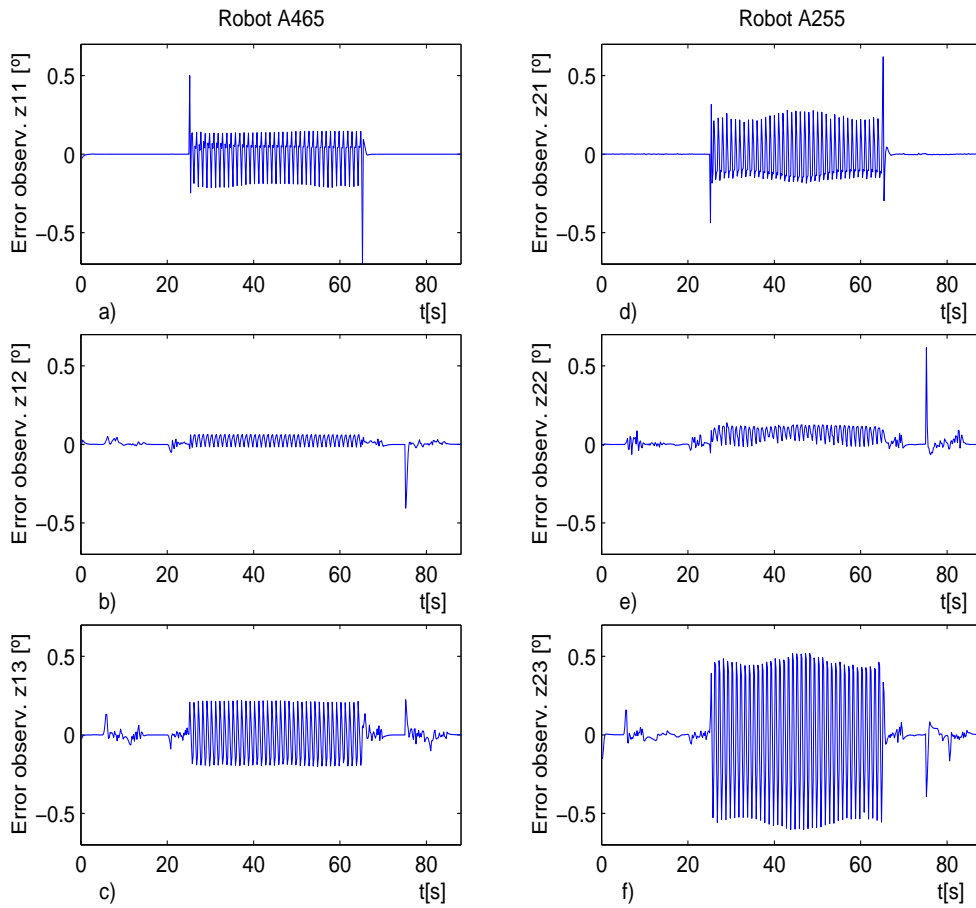 Robot A465
Robot A255
Error observ. z11 [º]
0.5
0
−0.5
0
20
40
60
80
a)
t[s]
Error observ. z21 [º]
0.5
0
−0.5
0
20
40
60
80
d)
t[s]
Error observ. z12 [º]
0.5
0
−0.5
0
20
40
60
80
b)
t[s]
Error observ. z22 [º]
0.5
0
−0.5
0
20
40
60
80
e)
t[s]
Error observ. z13 [º]
0.5
0
−0.5
0
20
40
60
80
c)
t[s]
Error observ. z23 [º]
0.5
0
−0.5
0
20
40
60
80
f)
t[s]